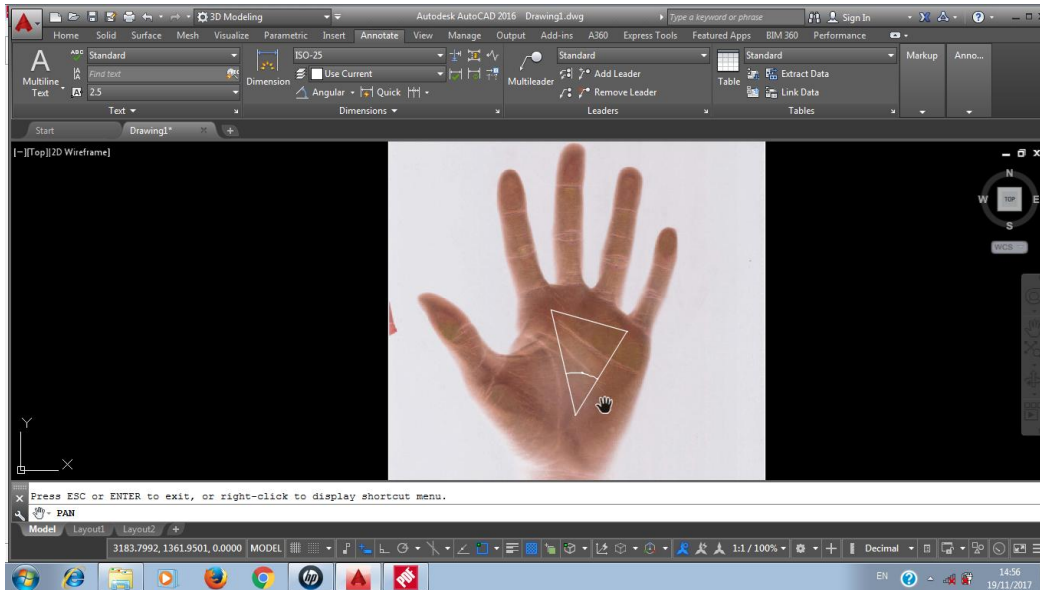 3D Modeling
Autodesk AutoCAD 2016 Drawing1.dwg
Type a keyword or phrase
Sign In
Home Solid Surface Mesh Visualize Parametric Insert Annotate View Manage Output Add-ins A360 Express Tools Featured Apps BIM 360 Performance
A ABC Standard ISO-25 Standard Standard Markup Anno...
Find text Use Current Add Leader Extract Data
Multiline Text 2.5 Dimension Angular Quick Multileader Remove Leader Table Link Data
Text Dimensions Leaders Tables
Start Drawing1*
[-][Top][2D Wireframe]
N
W TOP E
S
WCS
Y
X
Press ESC or ENTER to exit, or right-click to display shortcut menu.
PAN
Model Layout1 Layout2
3183.7992, 1361.9501, 0.0000 MODEL 1:1 / 100% Decimal
hp
EN 14:56
19/11/2017